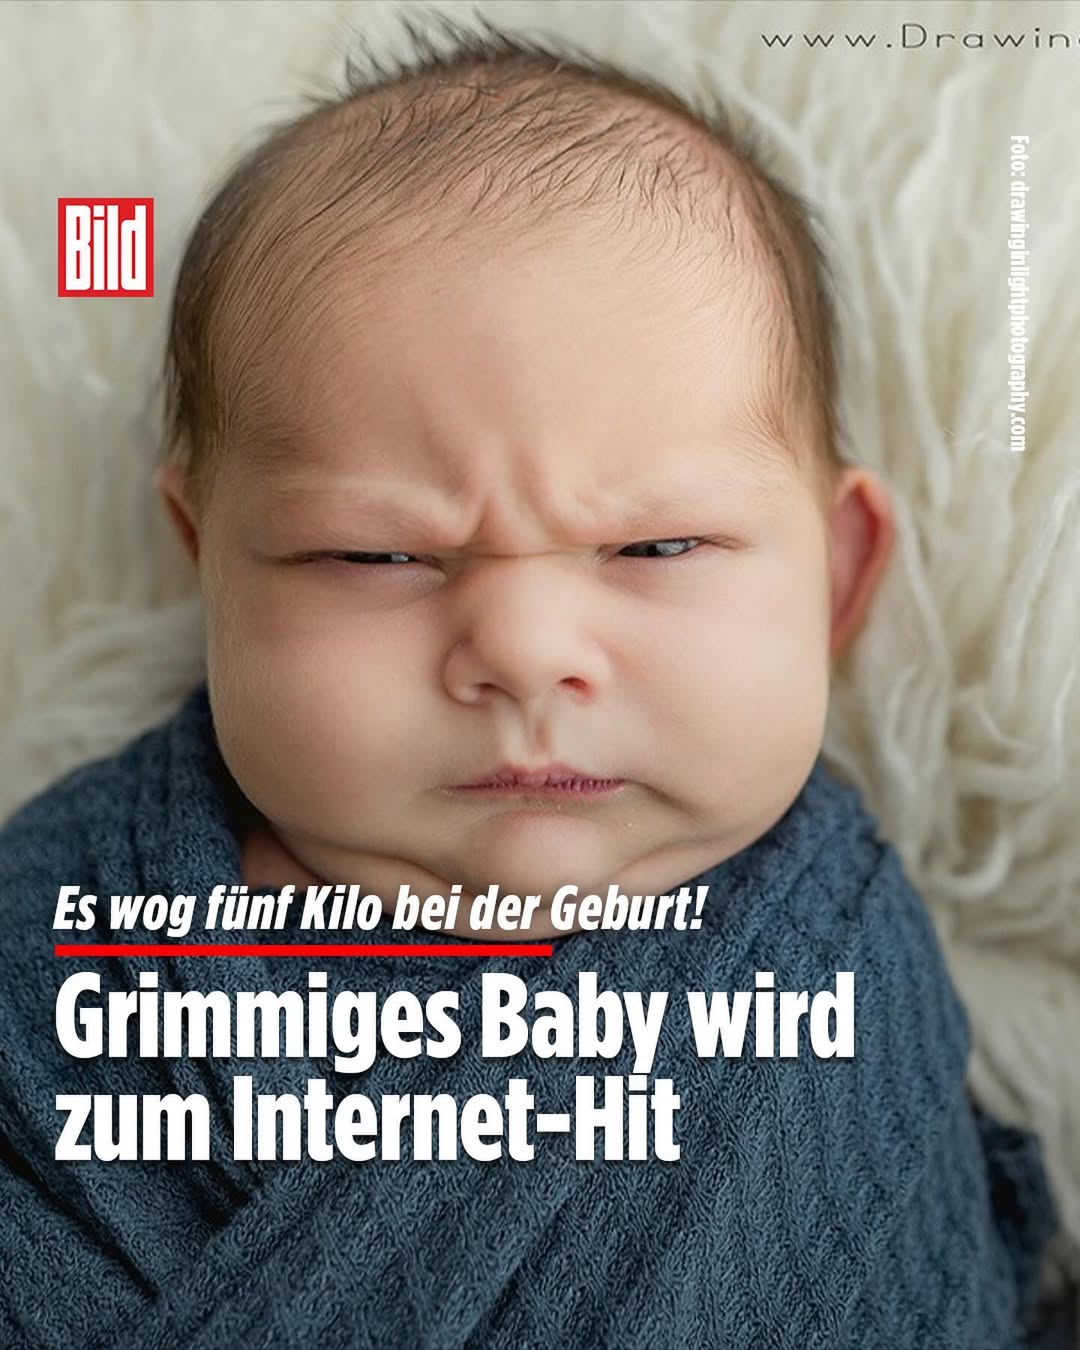 www.Drawin
Foto: drawinginlightphotography.com
Bild
Es wog fünf Kilo bei der Geburt!
Grimmiges Baby wird
zum Internet-Hit